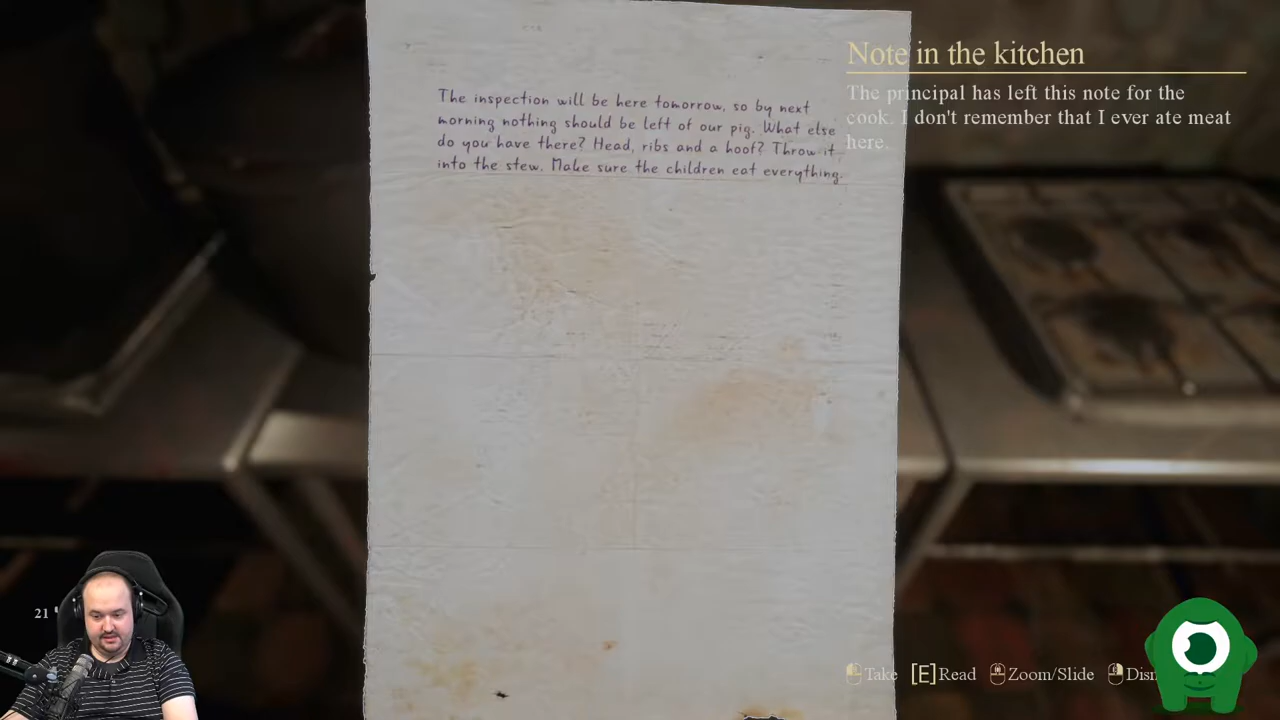 The inspection will be here tomorrow, so by next
morning nothing should be left of our pig. What else
do you have there? Head, ribs and a hoof? Throw it
into the stew. Make sure the children eat everything.
Note in the kitchen
The principal has left this note for the
cook. I don't remember that I ever ate meat
here.
21
Take [E]Read Zoom/Slide